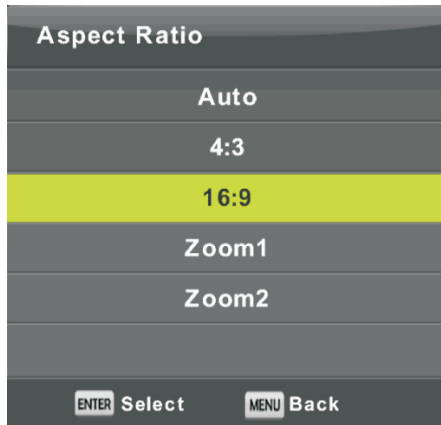 Aspect Ratio
Auto
4:3
16:9
Zoom1
Zoom2
ENTER Select MENU Back